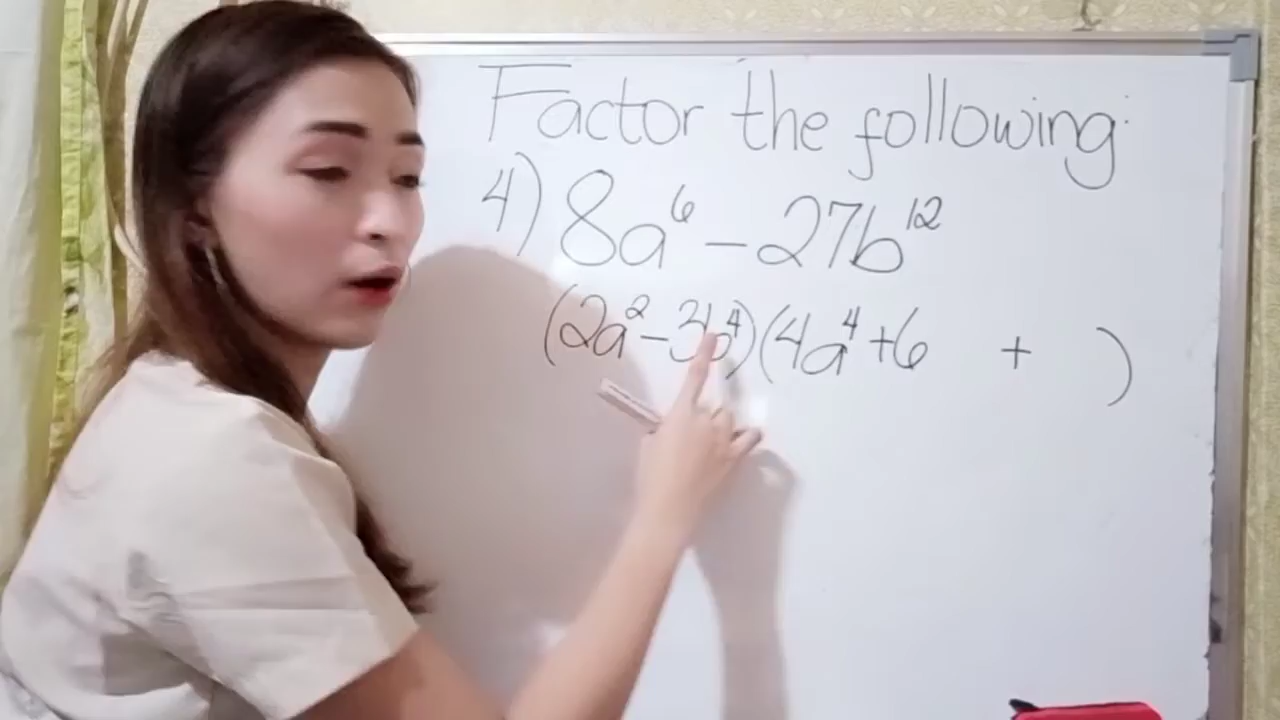 Factor the following:
4) 8a⁶ - 27b¹²
(2a² - 3b⁴)(4a⁴ + 6 + )